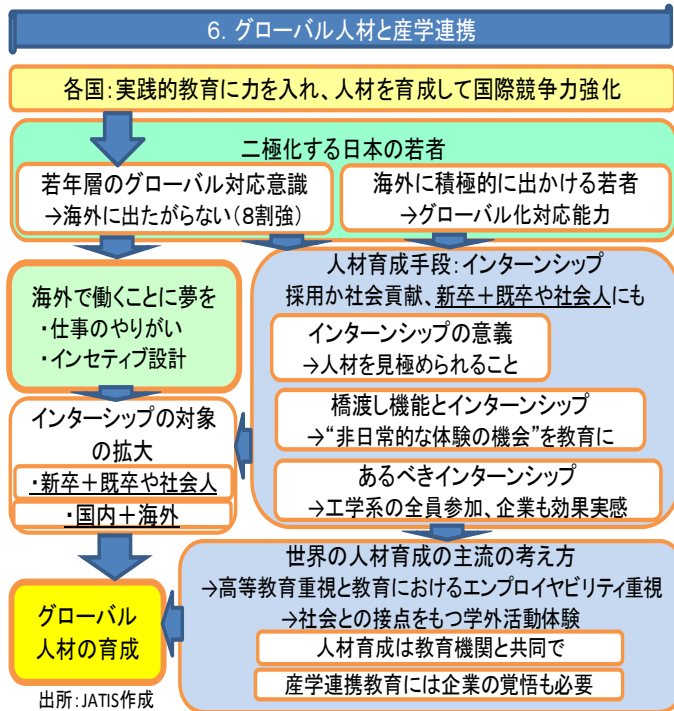 6. グローバル人材と産学連携
各国：実践的教育に力を入れ、人材を育成して国際競争力強化
二極化する日本の若者
若年層のグローバル対応意識
→海外に出たがらない（8割強）
海外に積極的に出かける若者
→グローバル化対応能力
海外で働くことに夢を
・仕事のやりがい
・インセティブ設計
人材育成手段：インターンシップ
採用か社会貢献、新卒＋既卒や社会人にも
インターンシップの意義
→人材を見極められること
橋渡し機能とインターンシップ
→“非日常的な体験の機会”を教育に
あるべきインターンシップ
→工学系の全員参加、企業も効果実感
インターシップの対象
の拡大
・新卒＋既卒や社会人
・国内＋海外
世界の人材育成の主流の考え方
→高等教育重視と教育におけるエンプロイヤビリティ重視
→社会との接点をもつ学外活動体験
人材育成は教育機関と共同で
産学連携教育には企業の覚悟も必要
グローバル
人材の育成
出所：JATIS作成